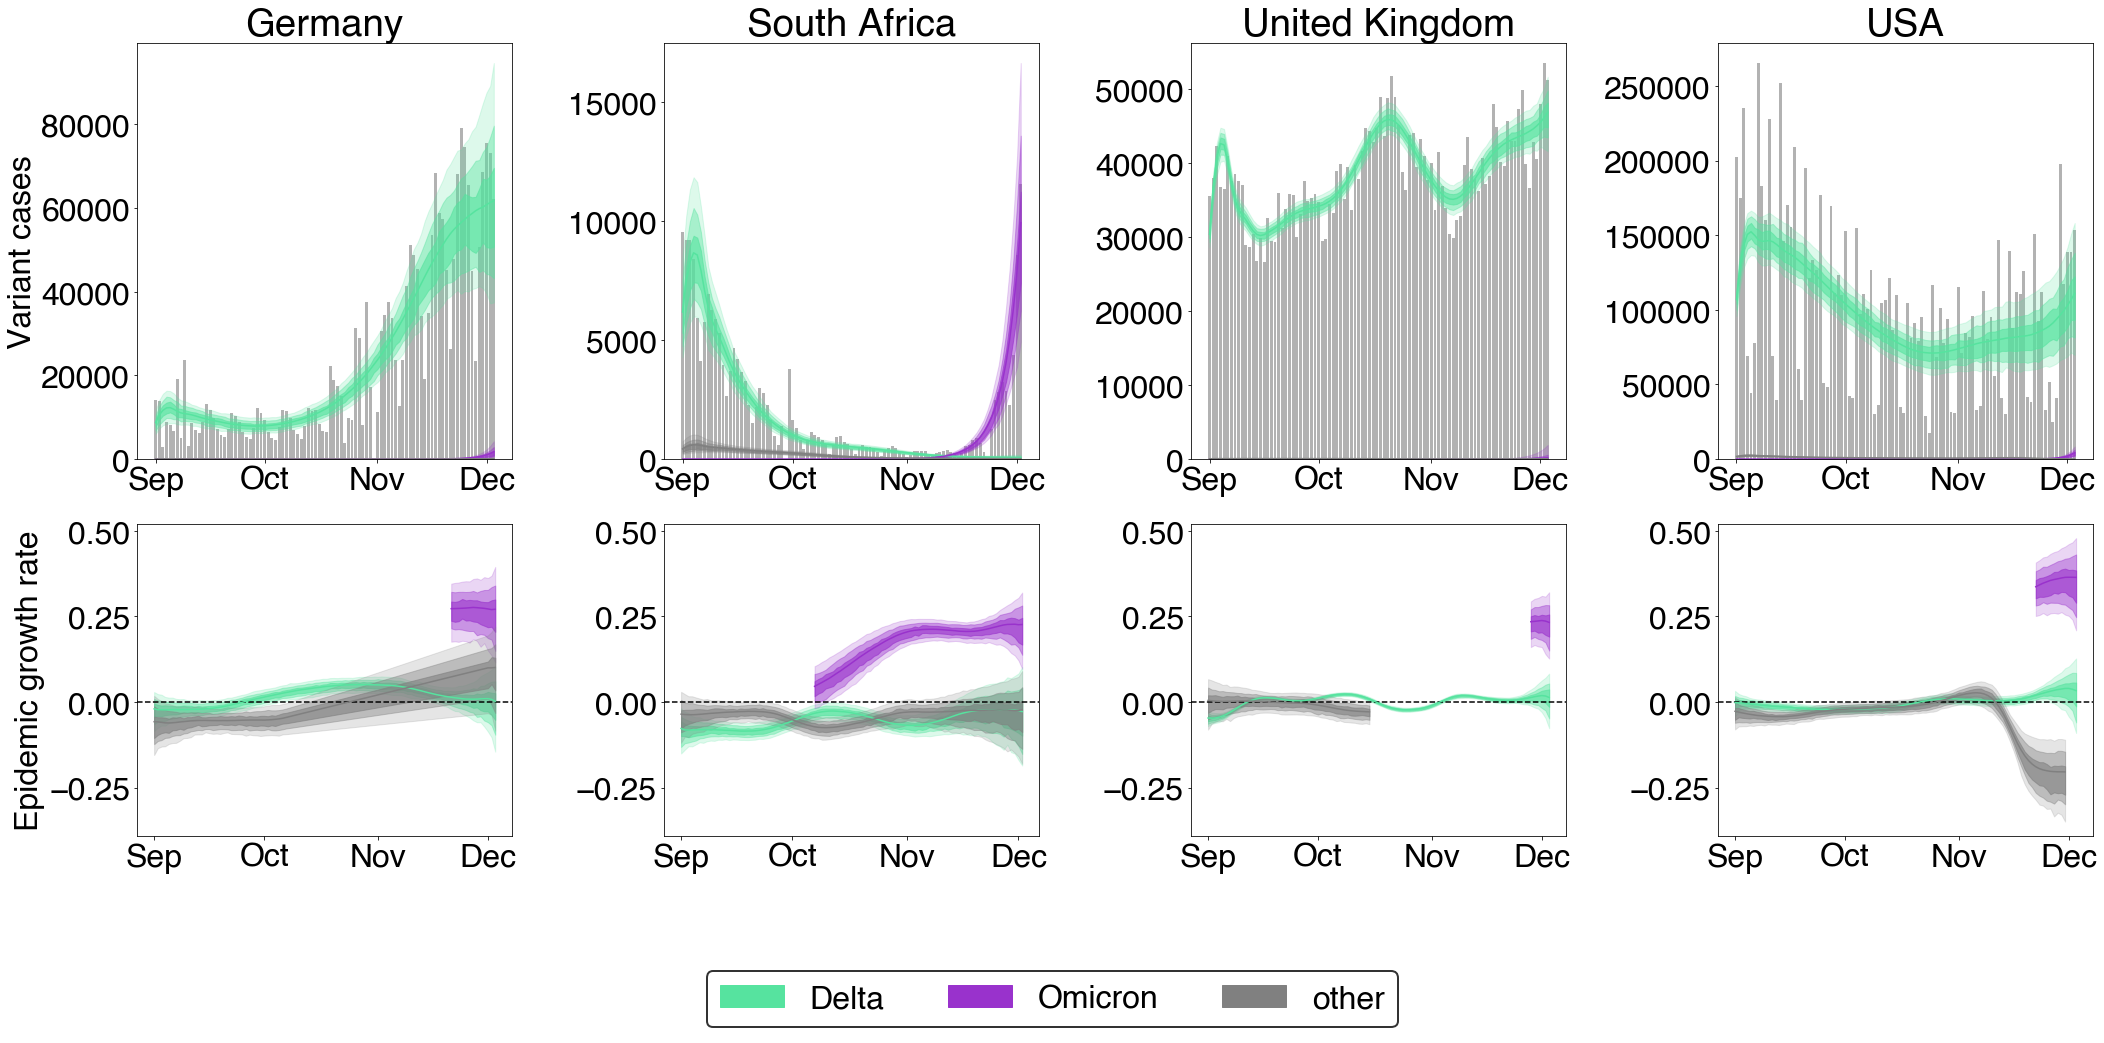 Germany
South Africa
United Kingdom
USA
Variant cases
80000
60000
40000
20000
0
Sep Oct Nov Dec
15000
10000
5000
0
Sep Oct Nov Dec
50000
40000
30000
20000
10000
0
Sep Oct Nov Dec
250000
200000
150000
100000
50000
0
Sep Oct Nov Dec
Epidemic growth rate
0.50
0.25
0.00
−0.25
Sep Oct Nov Dec
0.50
0.25
0.00
−0.25
Sep Oct Nov Dec
0.50
0.25
0.00
−0.25
Sep Oct Nov Dec
0.50
0.25
0.00
−0.25
Sep Oct Nov Dec
Delta Omicron other